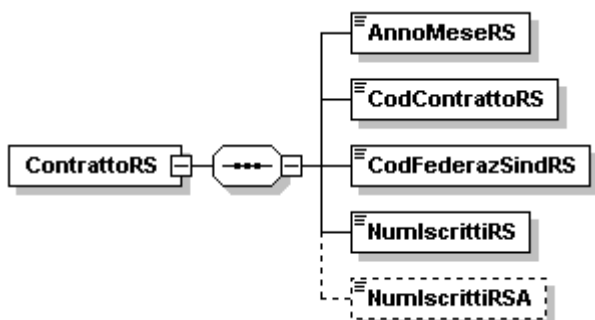 AnnoMeseRS
CodContrattoRS
ContrattoRS
CodFederazSindRS
NumIscrittiRS
NumIscrittiRSA